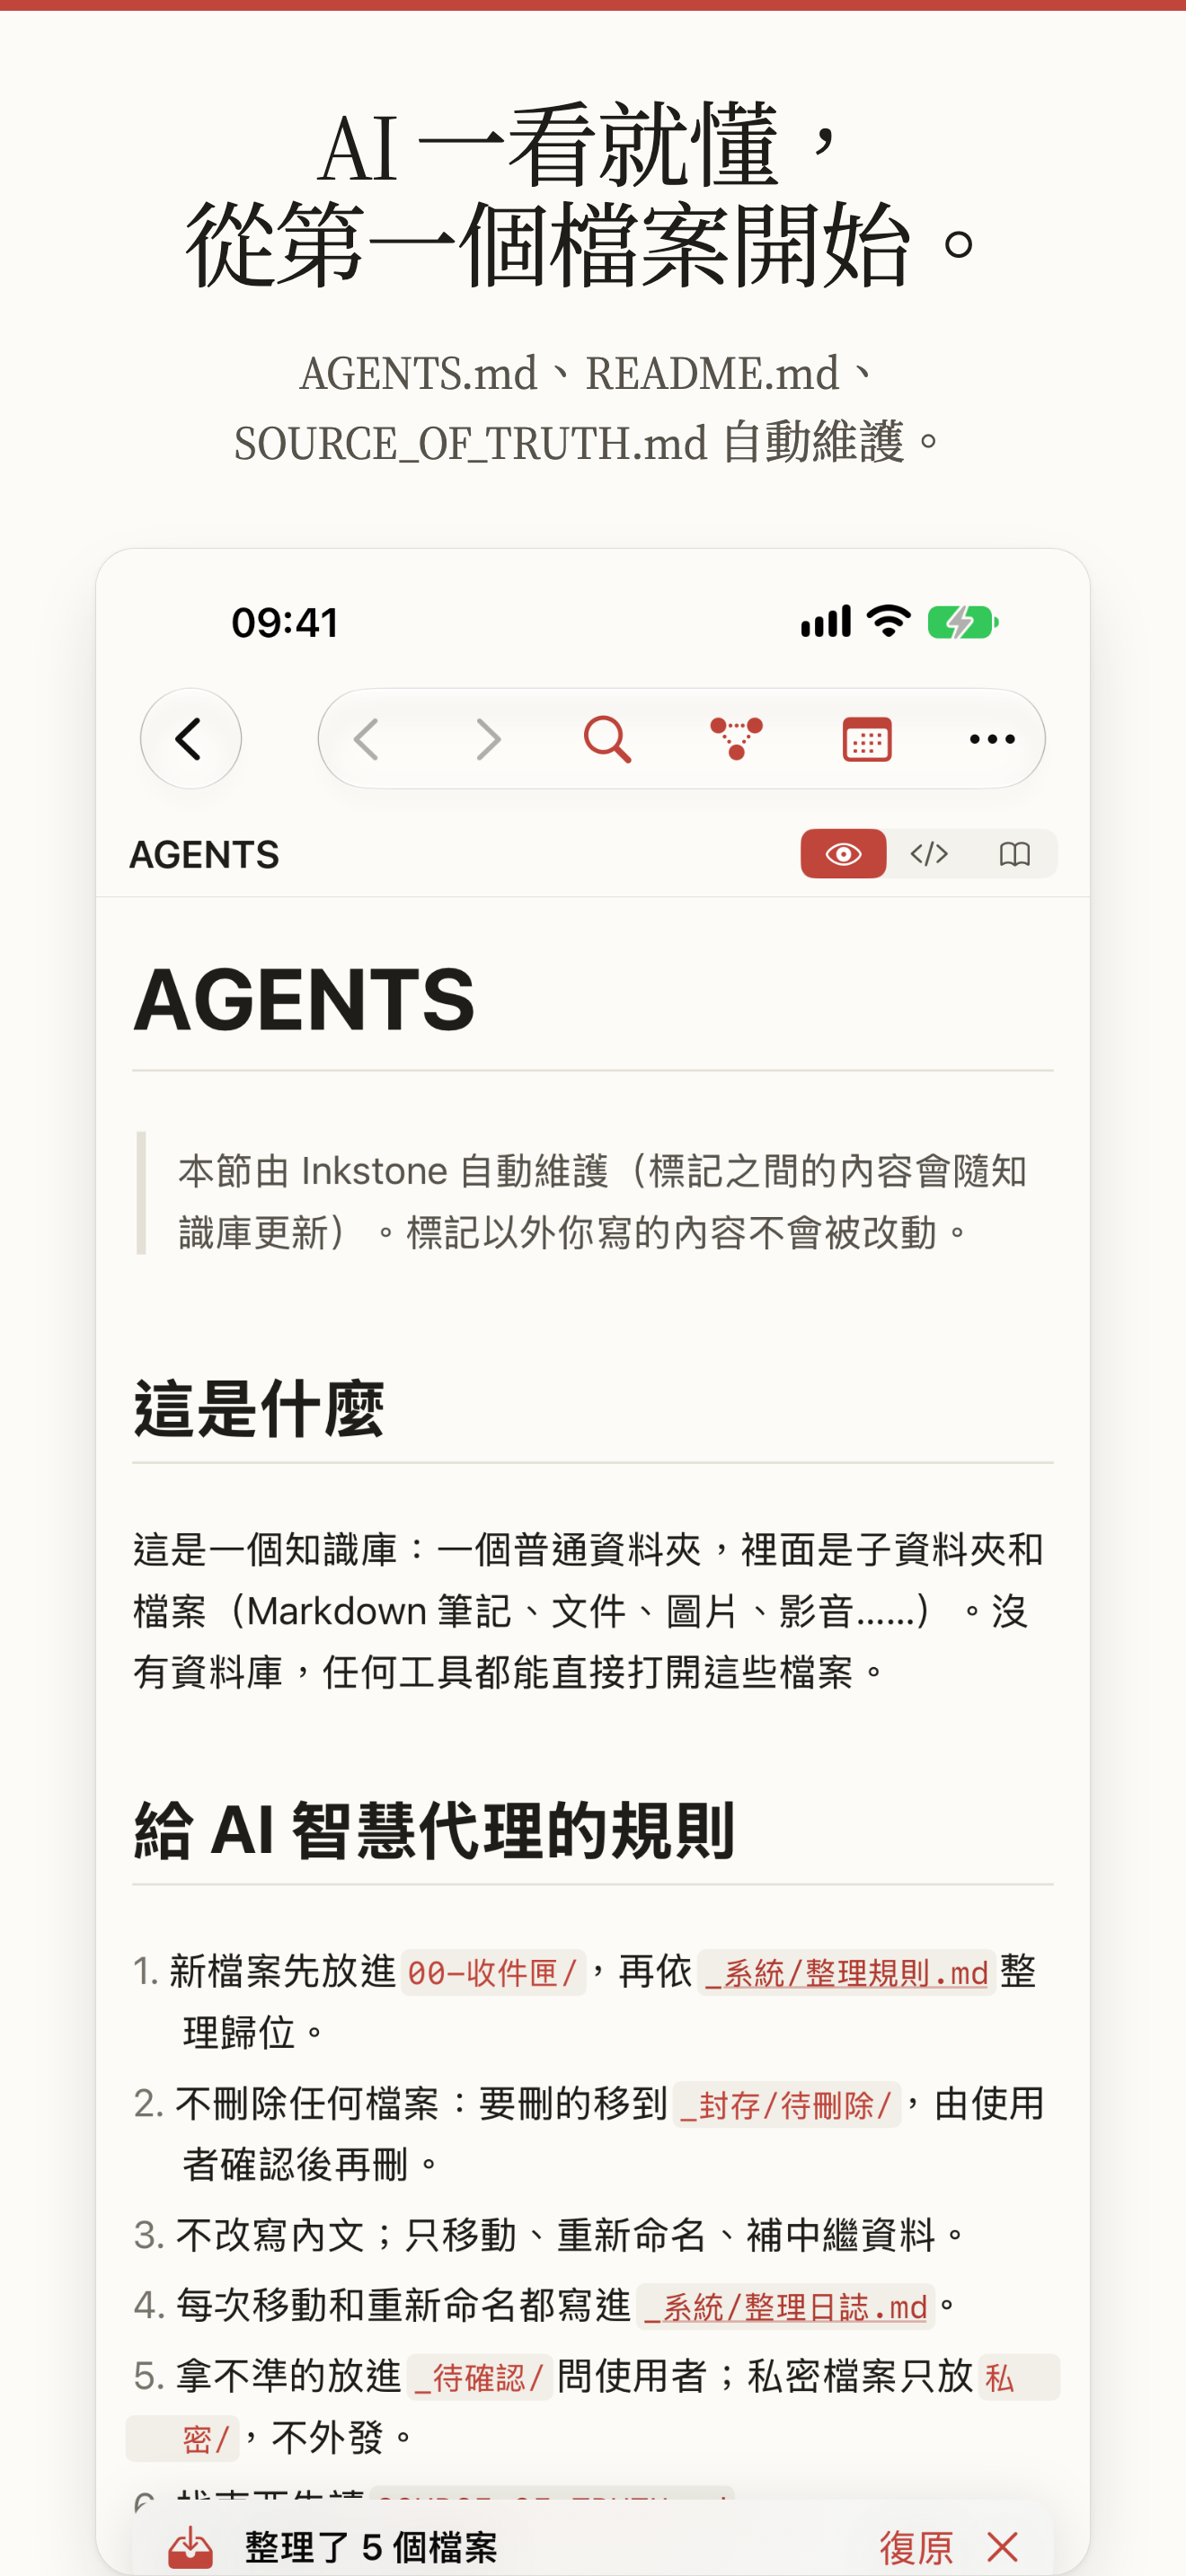 AI 一看就懂，
從第一個檔案開始。
AGENTS.md、README.md、
SOURCE_OF_TRUTH.md 自動維護。
09:41
AGENTS
AGENTS
本節由 Inkstone 自動維護（標記之間的內容會隨知
識庫更新）。標記以外你寫的內容不會被改動。
這是什麼
這是一個知識庫：一個普通資料夾，裡面是子資料夾和
檔案（Markdown 筆記、文件、圖片、影音……）。沒
有資料庫，任何工具都能直接打開這些檔案。
給 AI 智慧代理的規則
1. 新檔案先放進 00-收件匣/，再依 _系統/整理規則.md 整
理歸位。
2. 不刪除任何檔案：要刪的移到 _封存/待刪除/，由使用
者確認後再刪。
3. 不改寫內文；只移動、重新命名、補中繼資料。
4. 每次移動和重新命名都寫進 _系統/整理日誌.md。
5. 拿不準的放進 _待確認/ 問使用者；私密檔案只放 私
密/，不外發。
整理了 5 個檔案 復原